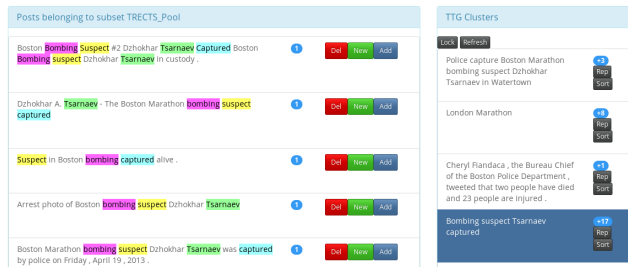 Posts belonging to subset TRECTS_Pool
Boston Bombing Suspect #2 Dzhokhar Tsarnaev Captured Boston
Bombing suspect Dzhokhar Tsarnaev in custody .
1
Del New Add
Dzhokhar A. Tsarnaev - The Boston Marathon bombing suspect
captured
1
Del New Add
Suspect in Boston bombing captured alive .
1
Del New Add
Arrest photo of Boston bombing suspect Dzhokhar Tsarnaev
1
Del New Add
Boston Marathon bombing suspect Dzhokhar Tsarnaev was captured
by police on Friday , April 19 , 2013 .
1
Del New Add
TTG Clusters
Lock Refresh
Police capture Boston Marathon
bombing suspect Dzhokhar
Tsarnaev in Watertown
+3
Rep
Sort
London Marathon
+8
Rep
Sort
Cheryl Fiandaca , the Bureau Chief
of the Boston Police Department ,
tweeted that two people have died
and 23 people are injured .
+1
Rep
Sort
Bombing suspect Tsarnaev
captured
+17
Rep
Sort